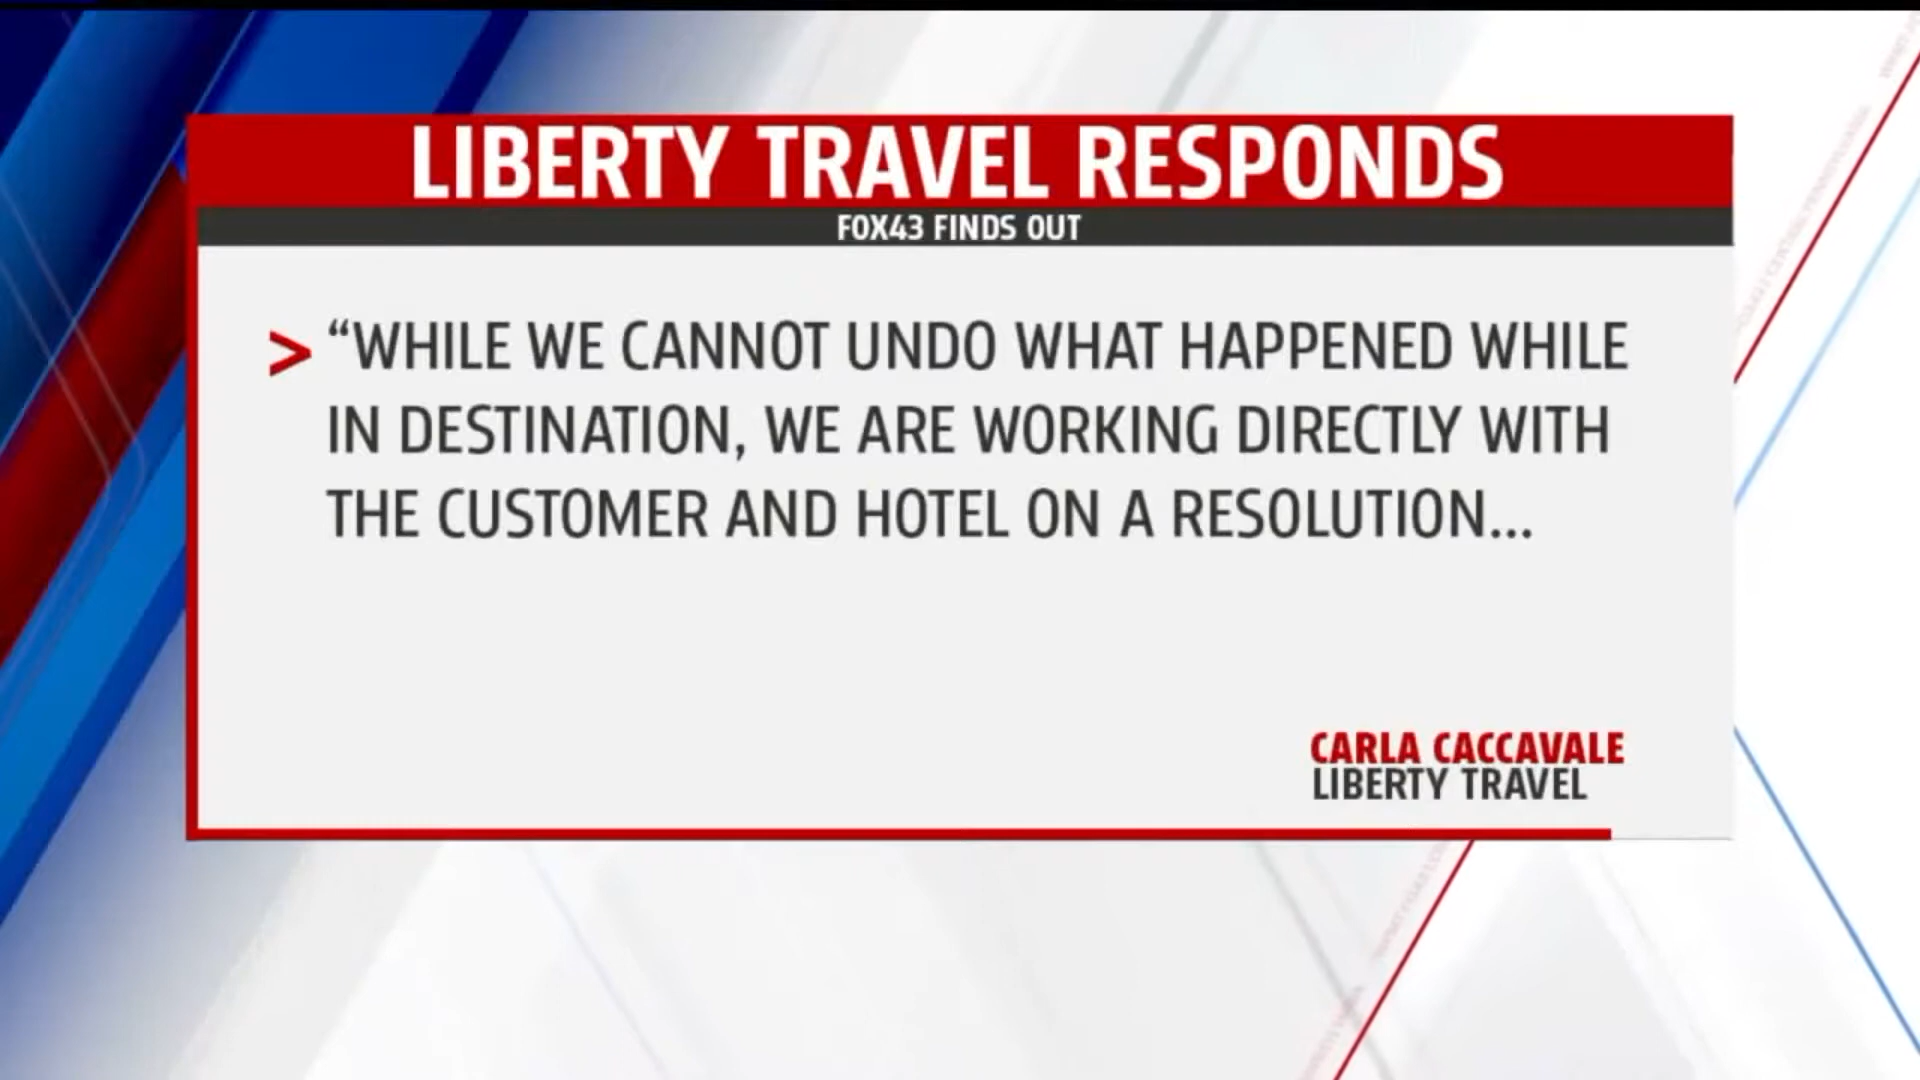 LIBERTY TRAVEL RESPONDS
FOX43 FINDS OUT
> “WHILE WE CANNOT UNDO WHAT HAPPENED WHILE
IN DESTINATION, WE ARE WORKING DIRECTLY WITH
THE CUSTOMER AND HOTEL ON A RESOLUTION...
CARLA CACCAVALE
LIBERTY TRAVEL